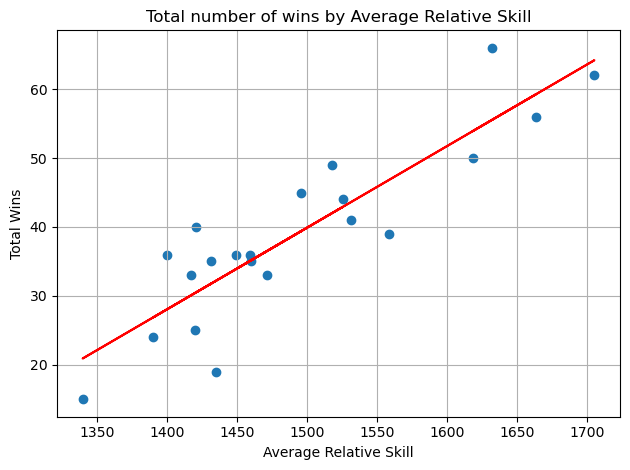 Total number of wins by Average Relative Skill
60
50
40
30
20
Total Wins
1350 1400 1450 1500 1550 1600 1650 1700
Average Relative Skill